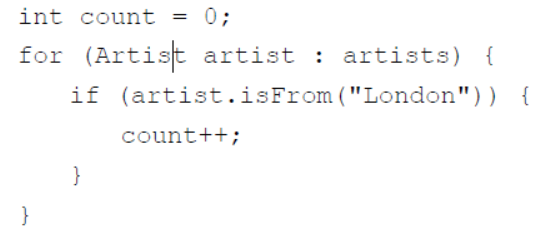 int count = 0;
for (Artist artist : artists) {
    if (artist.isFrom("London")) {
        count++;
    }
}